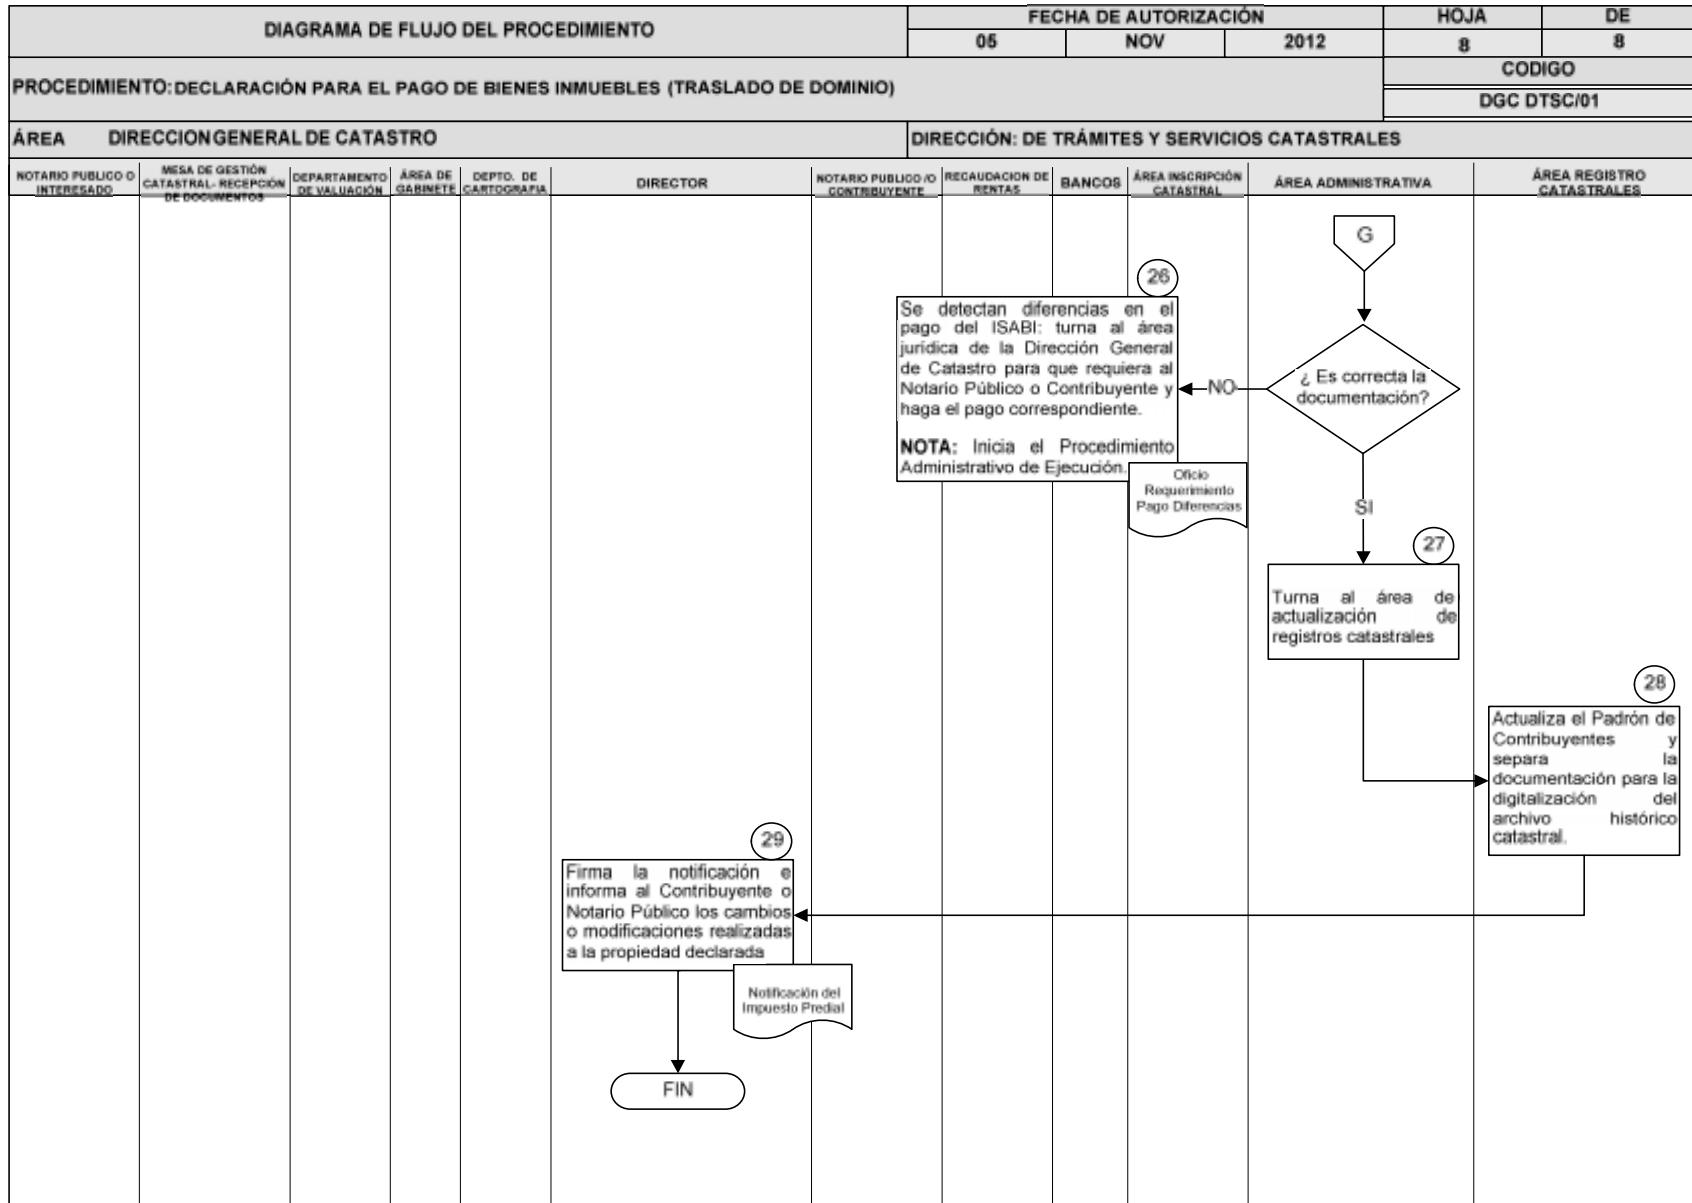 DIAGRAMA DE FLUJO DEL PROCEDIMIENTO
FECHA DE AUTORIZACIÓN
HOJA
DE
05
NOV
2012
8
8
PROCEDIMIENTO: DECLARACIÓN PARA EL PAGO DE BIENES INMUEBLES (TRASLADO DE DOMINIO)
CODIGO
DGC DTSC/01
ÁREA DIRECCION GENERAL DE CATASTRO
DIRECCIÓN: DE TRÁMITES Y SERVICIOS CATASTRALES
NOTARIO PUBLICO O
INTERESADO
MESA DE GESTIÓN
CATASTRAL- RECEPCIÓN
DE DOCUMENTOS
DEPARTAMENTO
DE VALUACIÓN
ÁREA DE
GABINETE
DEPTO. DE
CARTOGRAFIA
DIRECTOR
NOTARIO PUBLICO /O
CONTRIBUYENTE
RECAUDACION DE
RENTAS
BANCOS
ÁREA INSCRIPCIÓN
CATASTRAL
ÁREA ADMINISTRATIVA
ÁREA REGISTRO
CATASTRALES
G
26
Se detectan diferencias en el
pago del ISABI: turna al área
jurídica de la Dirección General
de Catastro para que requiera al
Notario Público o Contribuyente y
haga el pago correspondiente.
NOTA: Inicia el Procedimiento
Administrativo de Ejecución.
Oficio
Requerimiento
Pago Diferencias
NO
¿ Es correcta la
documentación?
SI
27
Turna al área de
actualización de
registros catastrales
28
Actualiza el Padrón de
Contribuyentes y
separa la
documentación para la
digitalización del
archivo histórico
catastral.
29
Firma la notificación e
informa al Contribuyente o
Notario Público los cambios
o modificaciones realizadas
a la propiedad declarada
Notificación del
Impuesto Predial
FIN